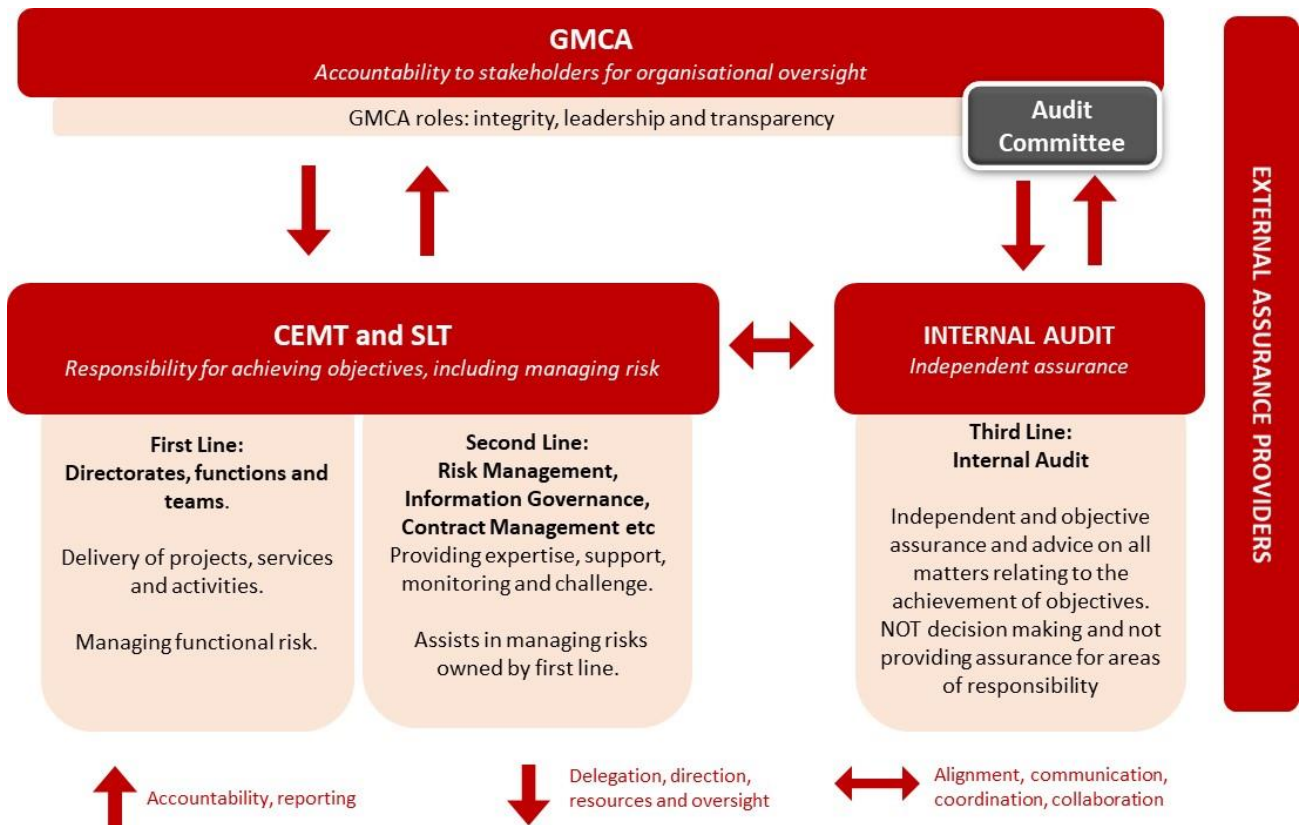 GMCA
Accountability to stakeholders for organisational oversight
GMCA roles: integrity, leadership and transparency
Audit
Committee
EXTERNAL ASSURANCE PROVIDERS
CEMT and SLT
Responsibility for achieving objectives, including managing risk
INTERNAL AUDIT
Independent assurance
First Line:
Directorates, functions and
teams.
Delivery of projects, services
and activities.
Managing functional risk.
Second Line:
Risk Management,
Information Governance,
Contract Management etc
Providing expertise, support,
monitoring and challenge.
Assists in managing risks
owned by first line.
Third Line:
Internal Audit
Independent and objective
assurance and advice on all
matters relating to the
achievement of objectives.
NOT decision making and not
providing assurance for areas
of responsibility
Accountability, reporting
Delegation, direction,
resources and oversight
Alignment, communication,
coordination, collaboration